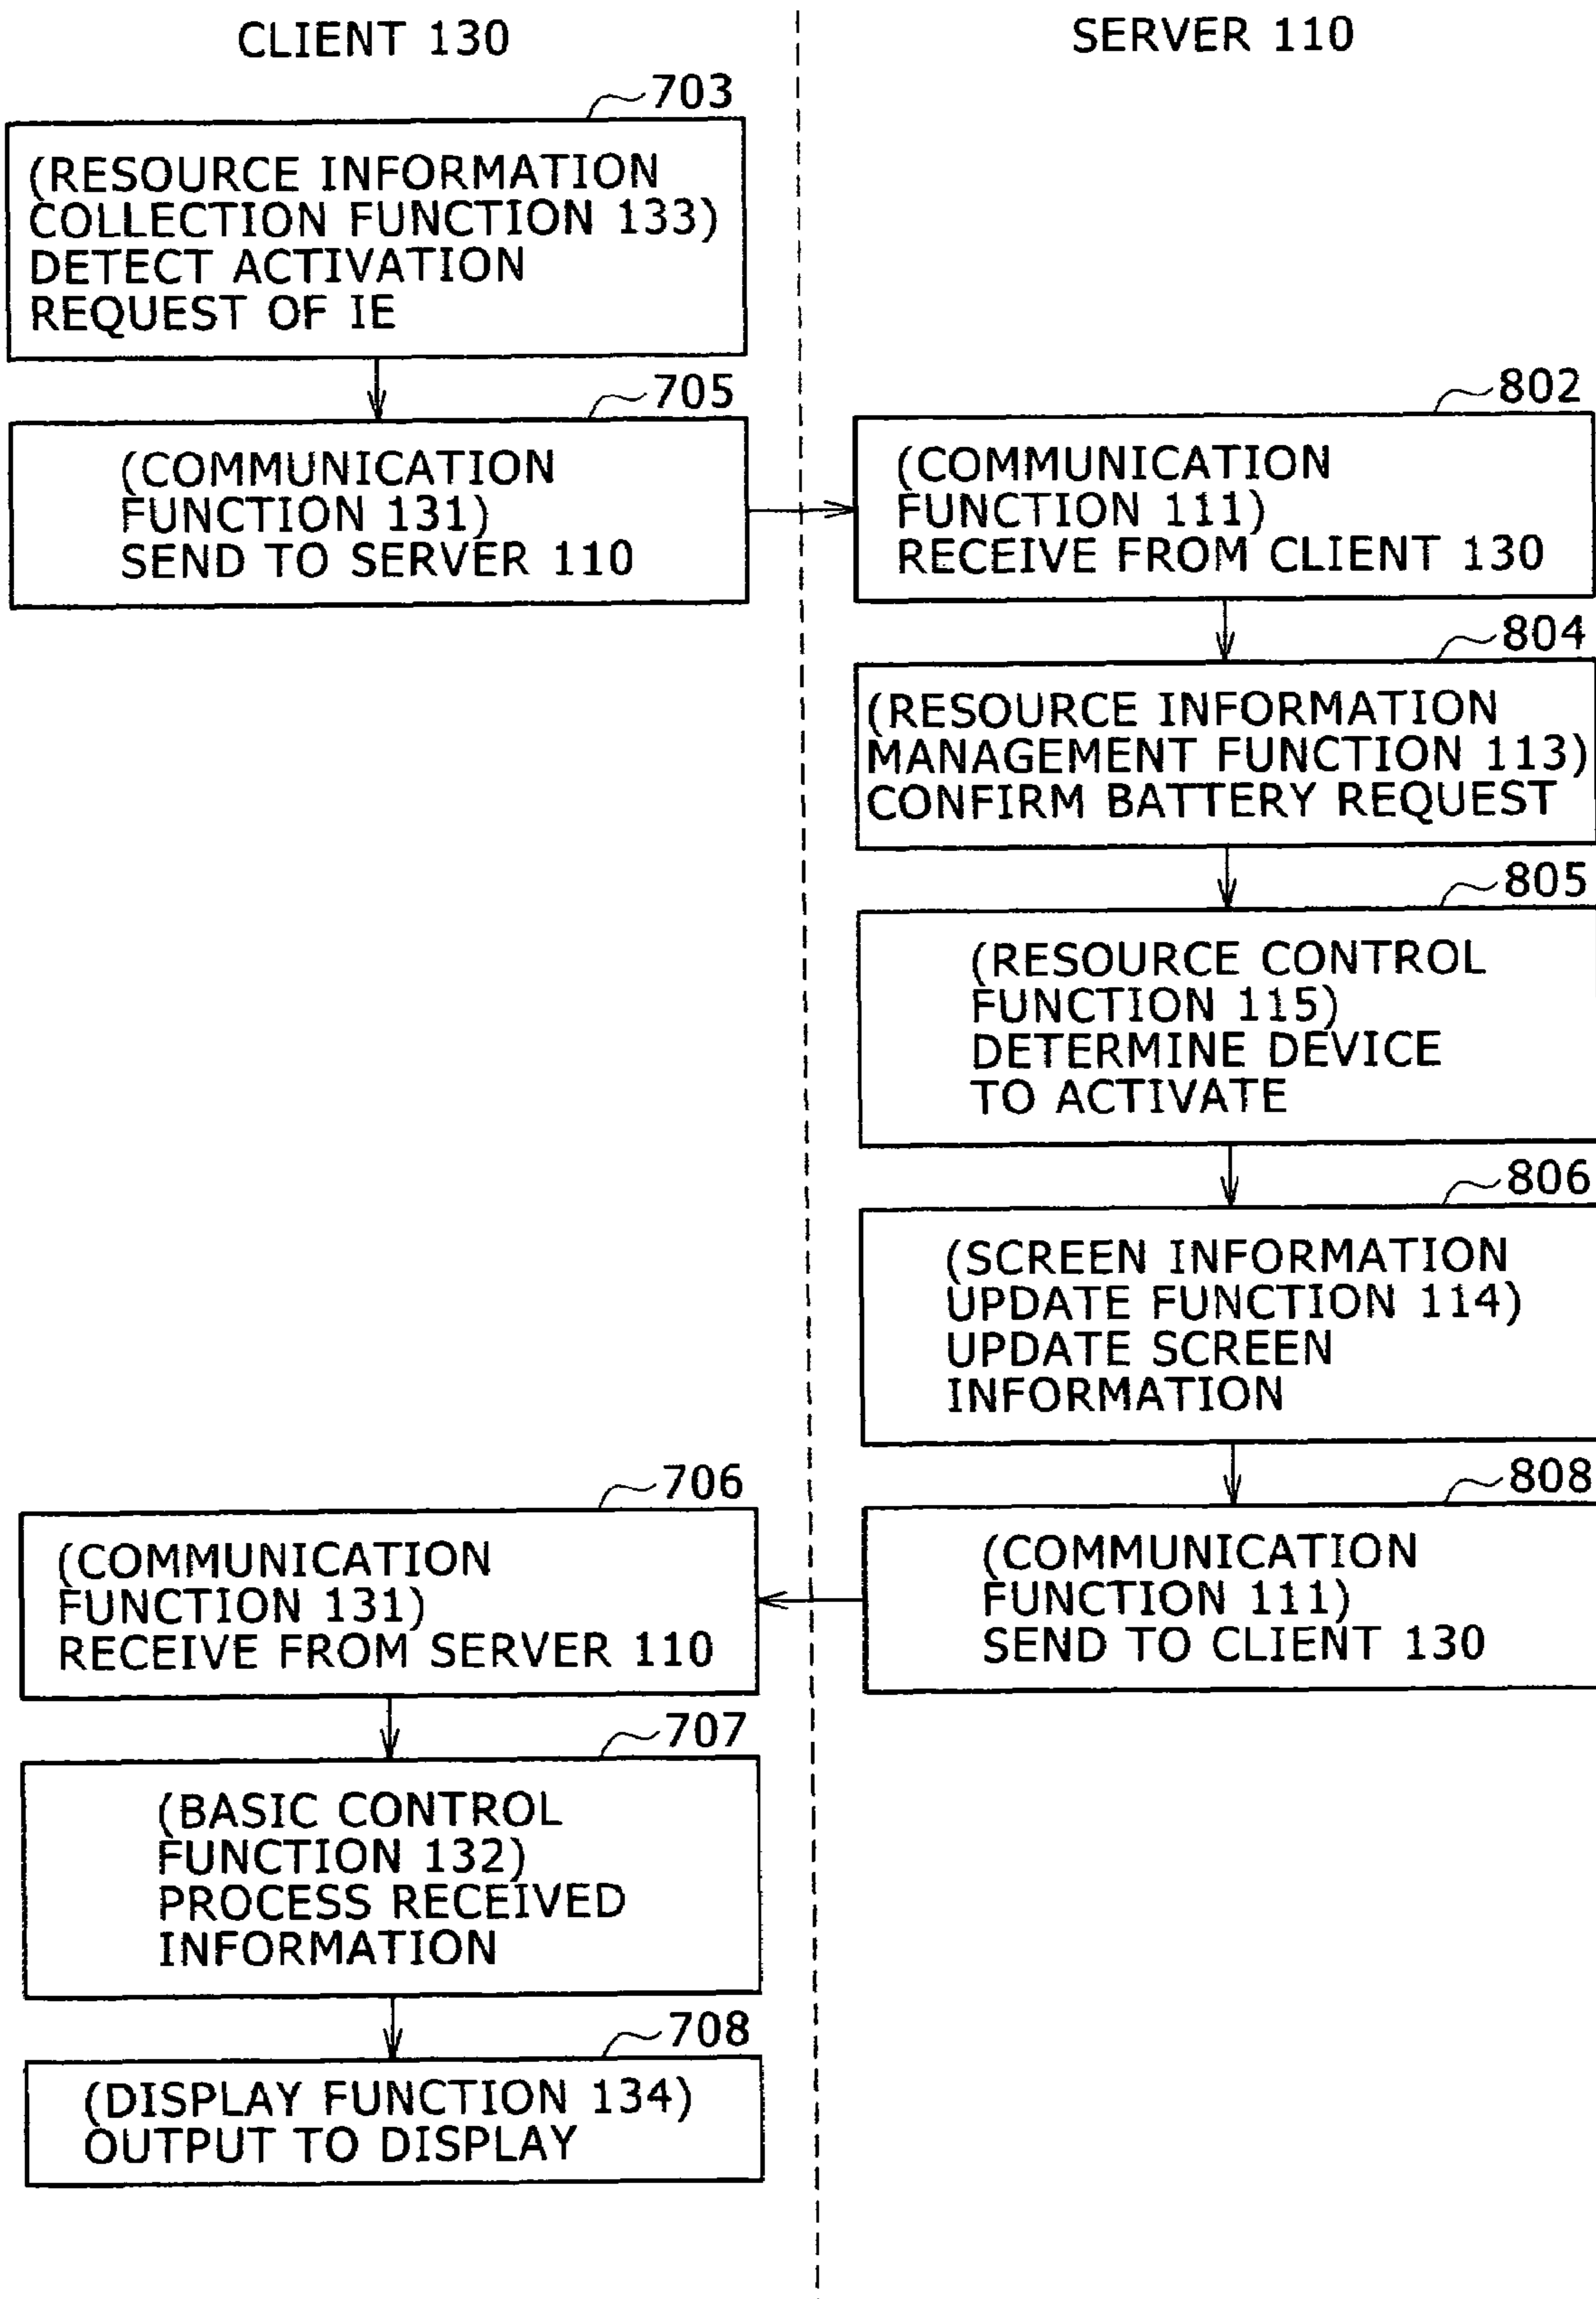 CLIENT 130
SERVER 110
703
(RESOURCE INFORMATION
COLLECTION FUNCTION 133)
DETECT ACTIVATION
REQUEST OF IE
705
(COMMUNICATION
FUNCTION 131)
SEND TO SERVER 110
802
(COMMUNICATION
FUNCTION 111)
RECEIVE FROM CLIENT 130
804
(RESOURCE INFORMATION
MANAGEMENT FUNCTION 113)
CONFIRM BATTERY REQUEST
805
(RESOURCE CONTROL
FUNCTION 115)
DETERMINE DEVICE
TO ACTIVATE
806
(SCREEN INFORMATION
UPDATE FUNCTION 114)
UPDATE SCREEN
INFORMATION
808
(COMMUNICATION
FUNCTION 111)
SEND TO CLIENT 130
706
(COMMUNICATION
FUNCTION 131)
RECEIVE FROM SERVER 110
707
(BASIC CONTROL
FUNCTION 132)
PROCESS RECEIVED
INFORMATION
708
(DISPLAY FUNCTION 134)
OUTPUT TO DISPLAY